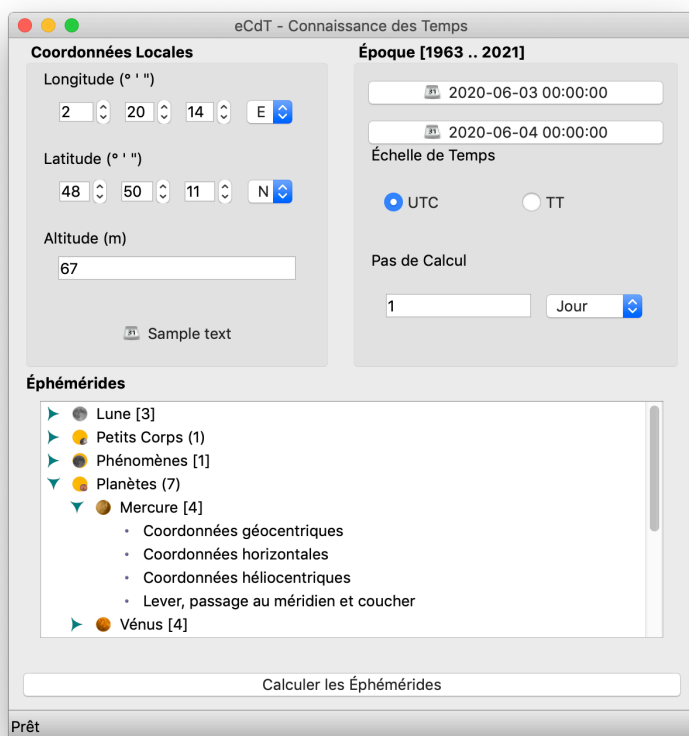 eCdT - Connaissance des Temps
Coordonnées Locales
Longitude (° ' ")
2 20 14 E
Latitude (° ' ")
48 50 11 N
Altitude (m)
67
Sample text
Époque [1963 .. 2021]
2020-06-03 00:00:00
2020-06-04 00:00:00
Échelle de Temps
UTC TT
Pas de Calcul
1 Jour
Éphémérides
Lune [3]
Petits Corps (1)
Phénomènes [1]
Planètes (7)
Mercure [4]
Coordonnées géocentriques
Coordonnées horizontales
Coordonnées héliocentriques
Lever, passage au méridien et coucher
Vénus [4]
Calculer les Éphémérides
Prêt